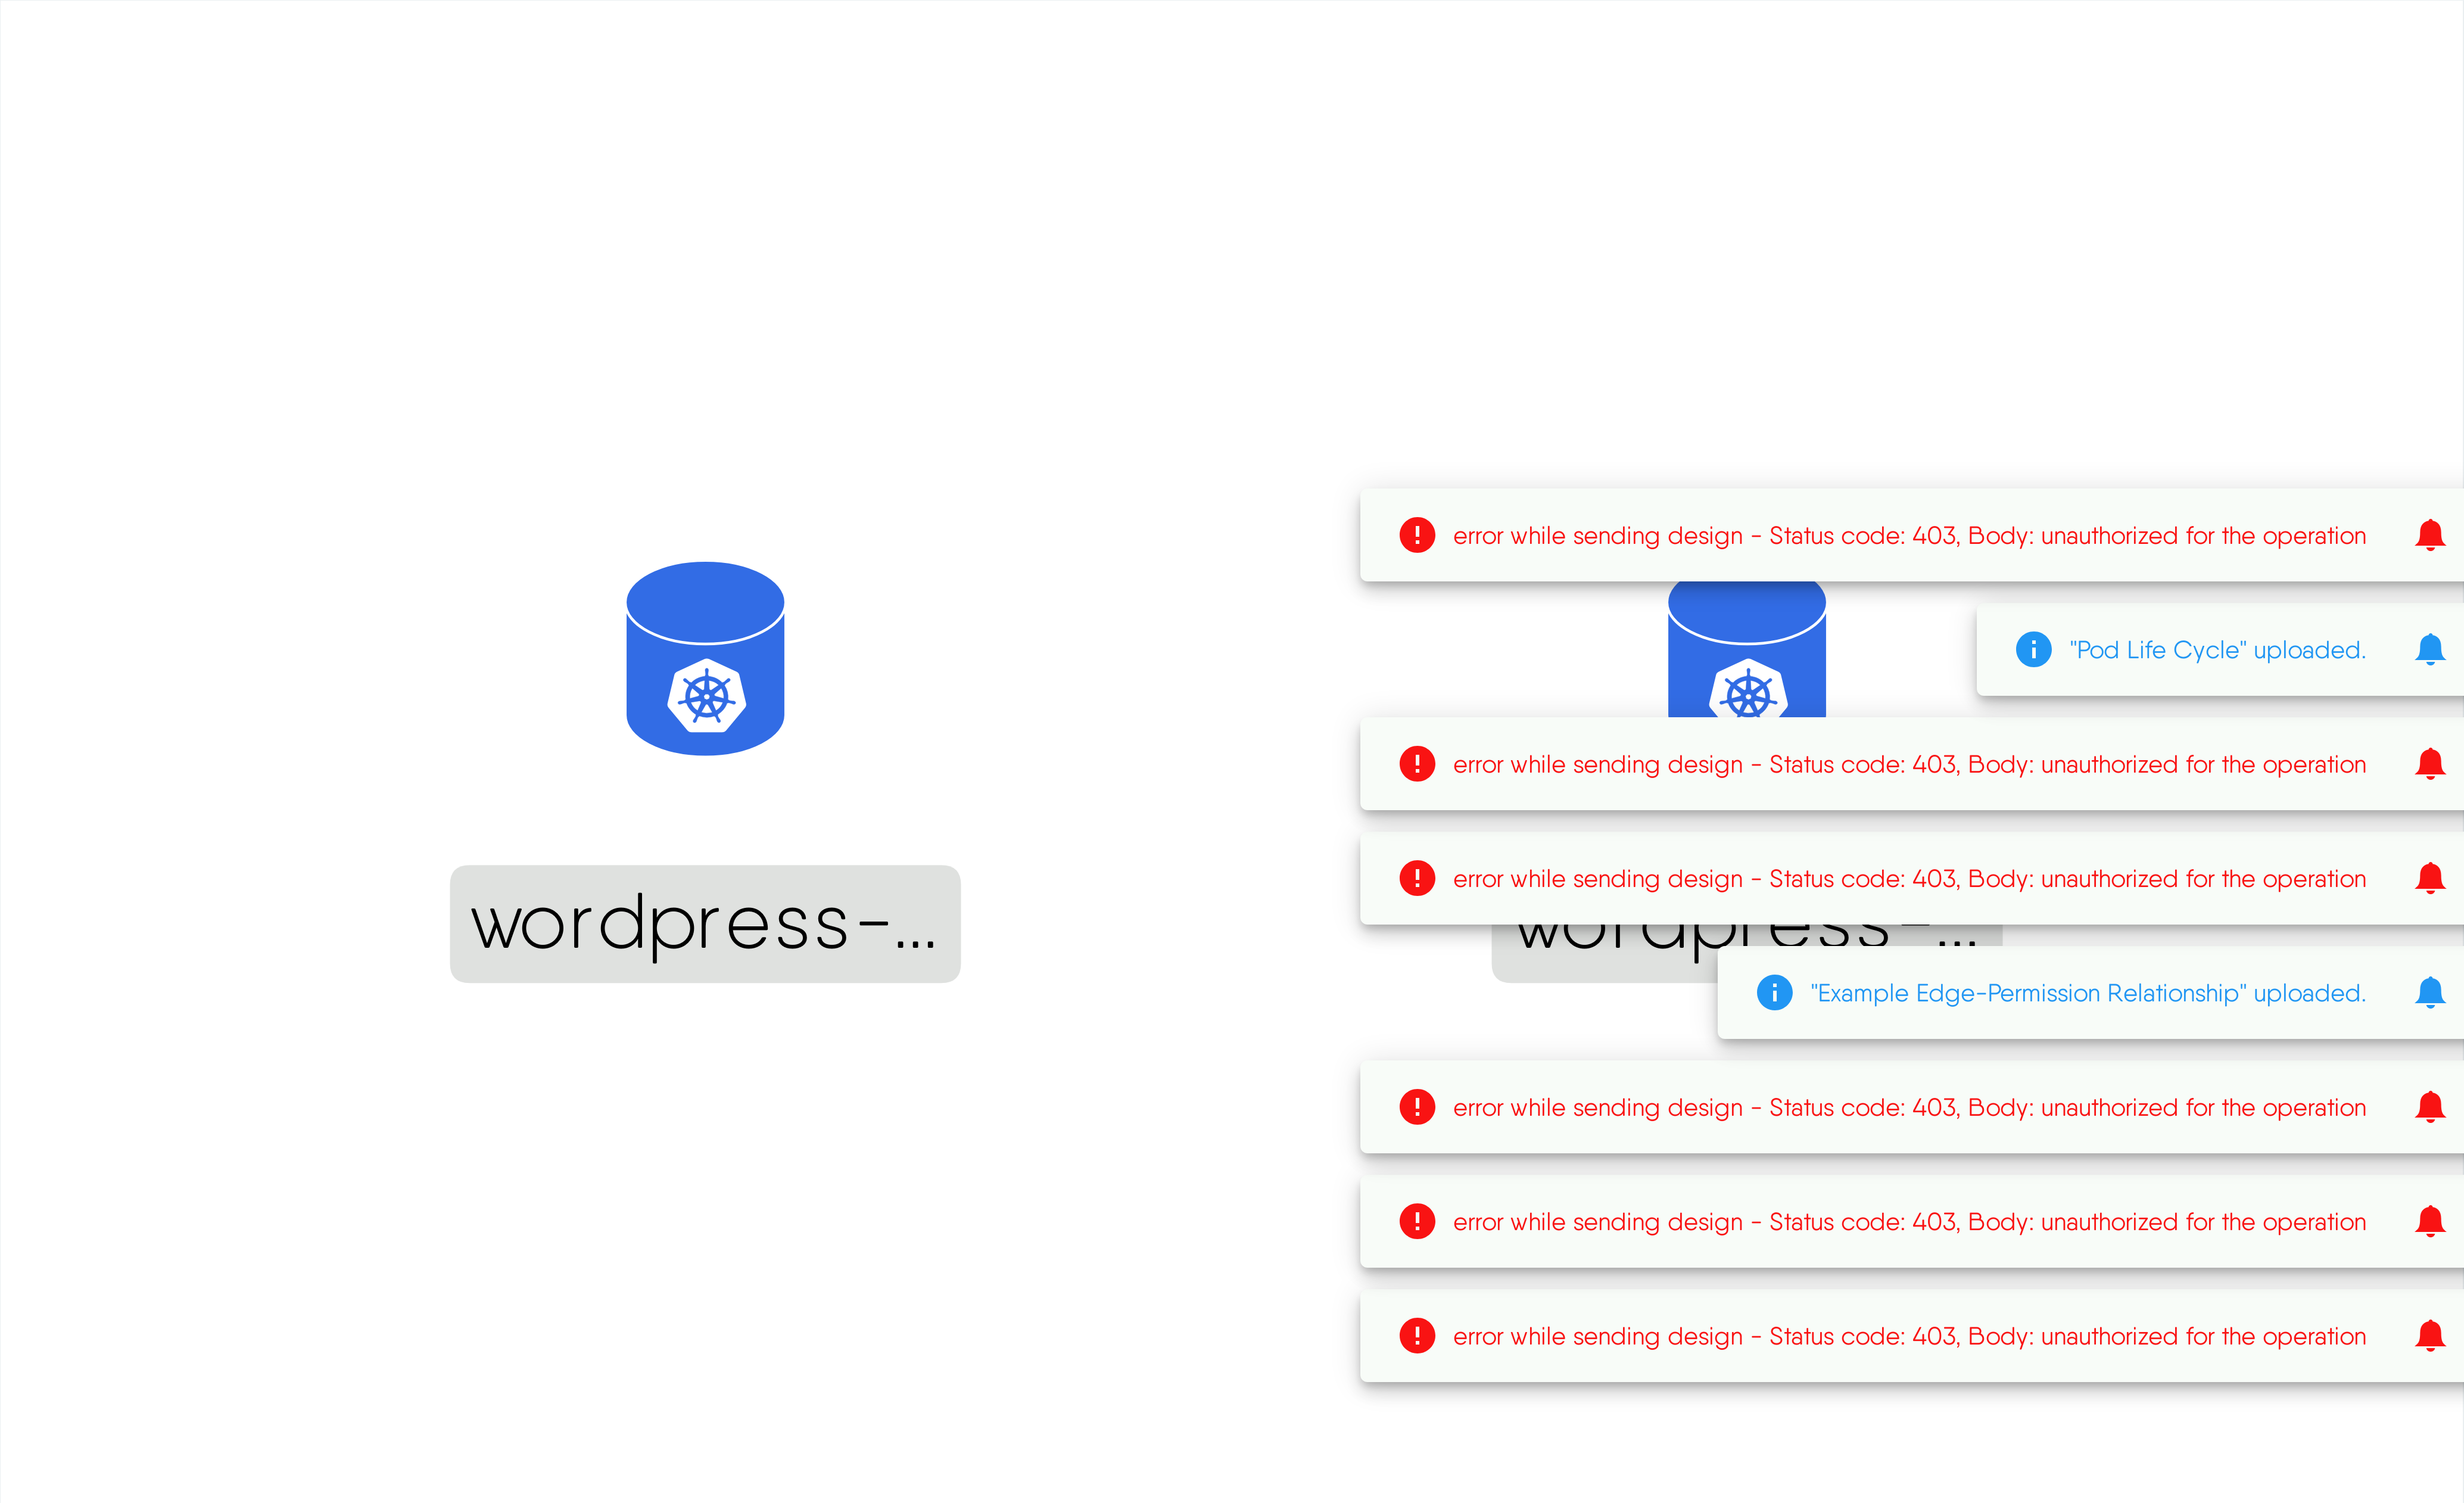 error while sending design - Status code: 403, Body: unauthorized for the operation
"Pod Life Cycle" uploaded.
error while sending design - Status code: 403, Body: unauthorized for the operation
error while sending design - Status code: 403, Body: unauthorized for the operation
wordpress-...
wordpress-...
"Example Edge-Permission Relationship" uploaded.
error while sending design - Status code: 403, Body: unauthorized for the operation
error while sending design - Status code: 403, Body: unauthorized for the operation
error while sending design - Status code: 403, Body: unauthorized for the operation